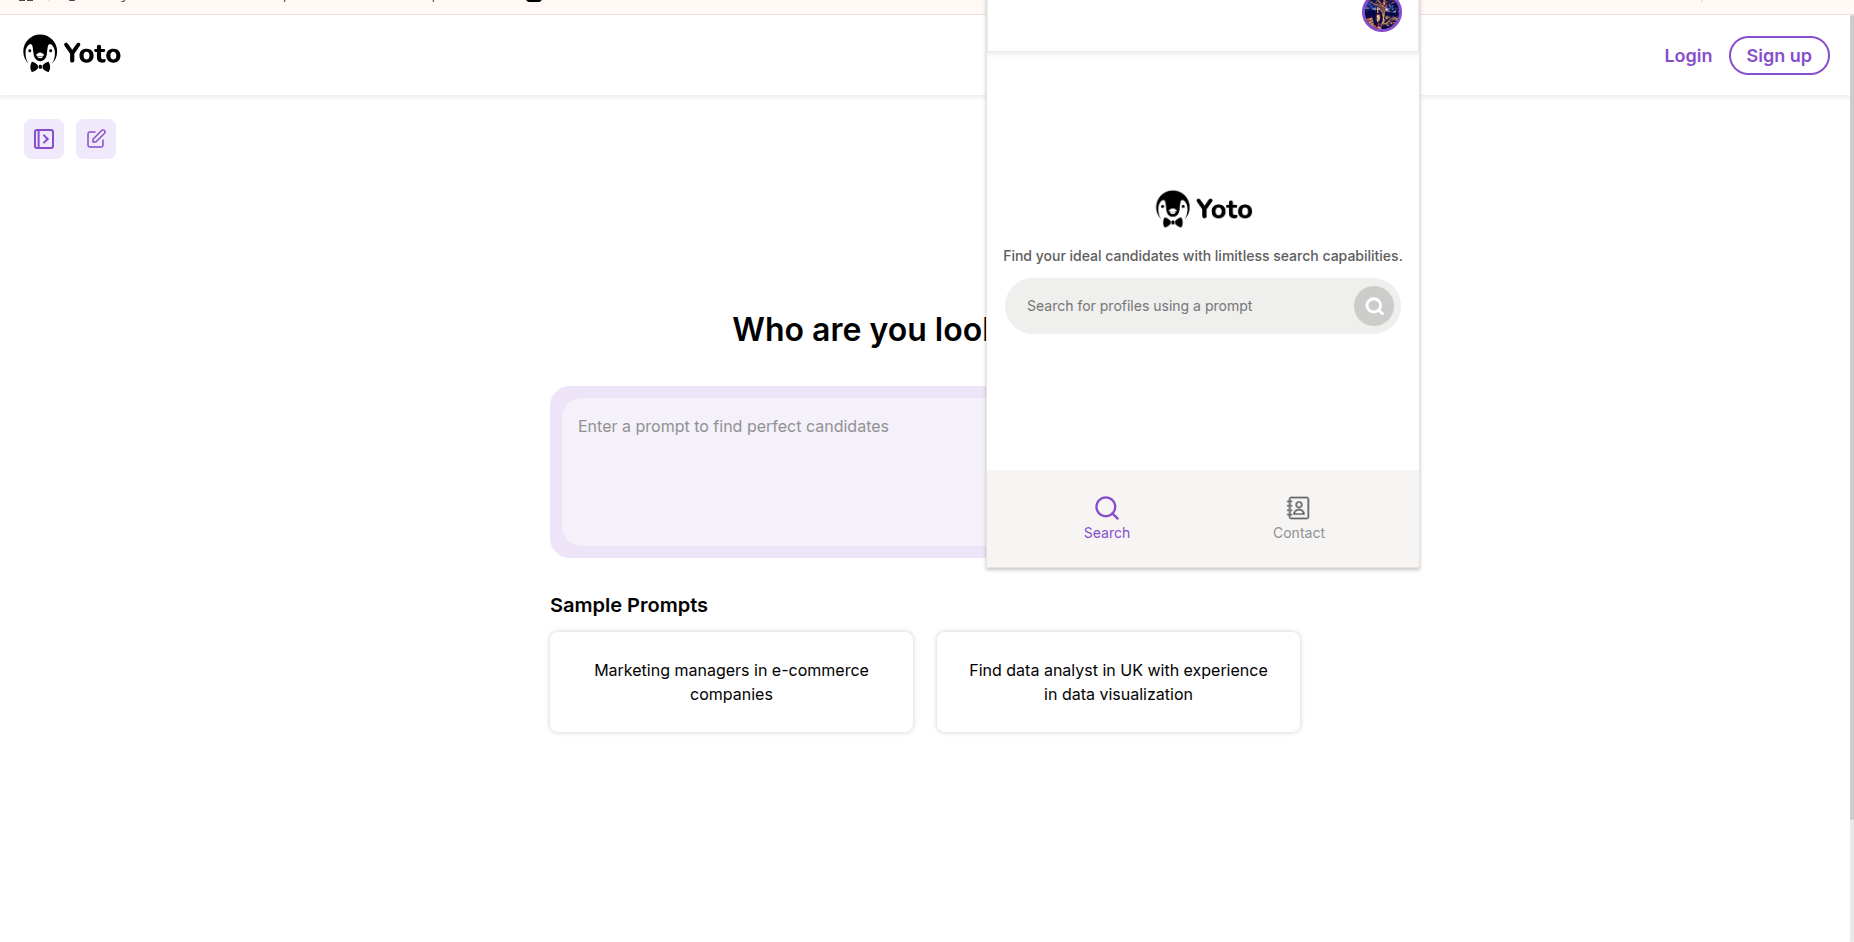 Yoto
Login
Sign up
Yoto
Find your ideal candidates with limitless search capabilities.
Search for profiles using a prompt
Who are you
Enter a prompt to find perfect candidates
Search
Contact
Sample Prompts
Marketing managers in e-commerce
companies
Find data analyst in UK with experience
in data visualization